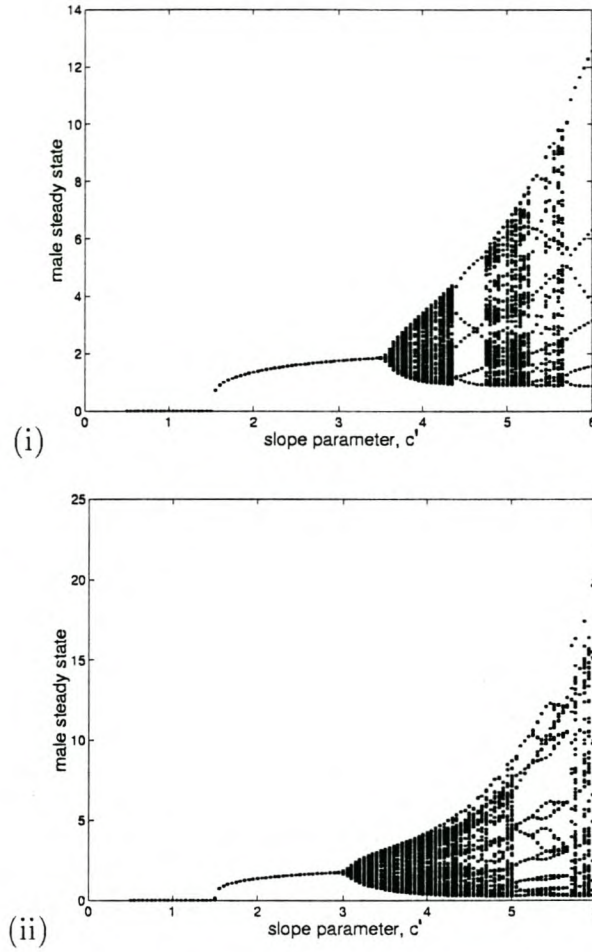 14
12
10
8
6
4
2
0
male steady state
0 1 2 3 4 5 6
slope parameter, c'
(i)
25
20
15
10
5
0
male steady state
0 1 2 3 4 5
slope parameter, c'
(ii)